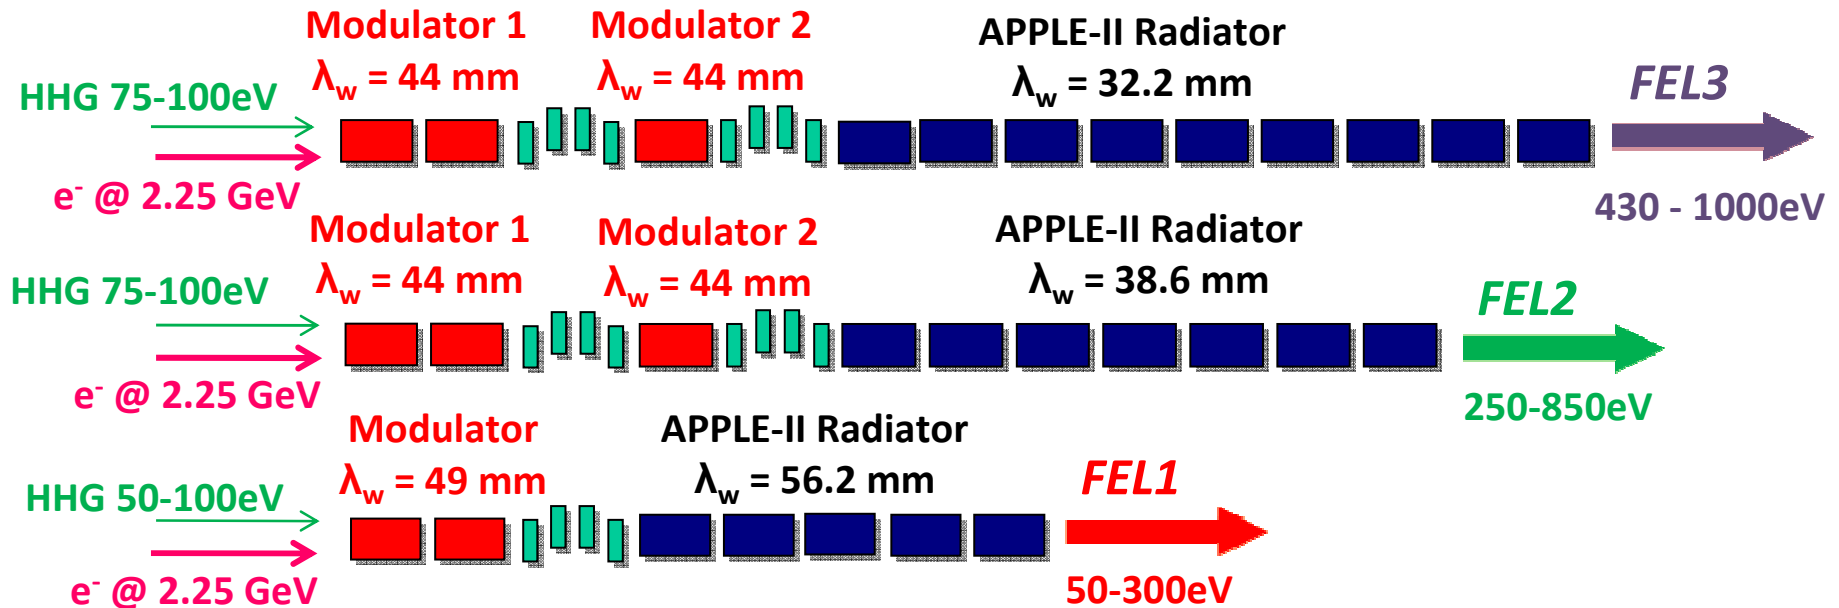 Modulator 1
λw = 44 mm
Modulator 2
λw = 44 mm
APPLE-II Radiator
λw = 32.2 mm
HHG 75-100eV
e- @ 2.25 GeV
FEL3
430 - 1000eV
Modulator 1
λw = 44 mm
Modulator 2
λw = 44 mm
APPLE-II Radiator
λw = 38.6 mm
HHG 75-100eV
e- @ 2.25 GeV
FEL2
250-850eV
Modulator
λw = 49 mm
APPLE-II Radiator
λw = 56.2 mm
HHG 50-100eV
e- @ 2.25 GeV
FEL1
50-300eV